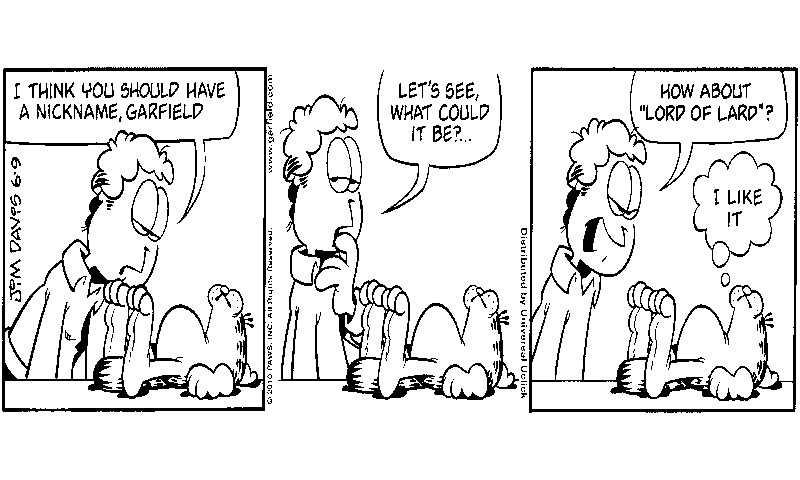 I THINK YOU SHOULD HAVE
A NICKNAME, GARFIELD
JIM DAVIS 6·9
www.garfield.com
© 2010 PAWS, INC. All Rights Reserved.
LET'S SEE,
WHAT COULD
IT BE?...
Distributed by Universal Uclick
HOW ABOUT
"LORD OF LARD"?
I LIKE
IT